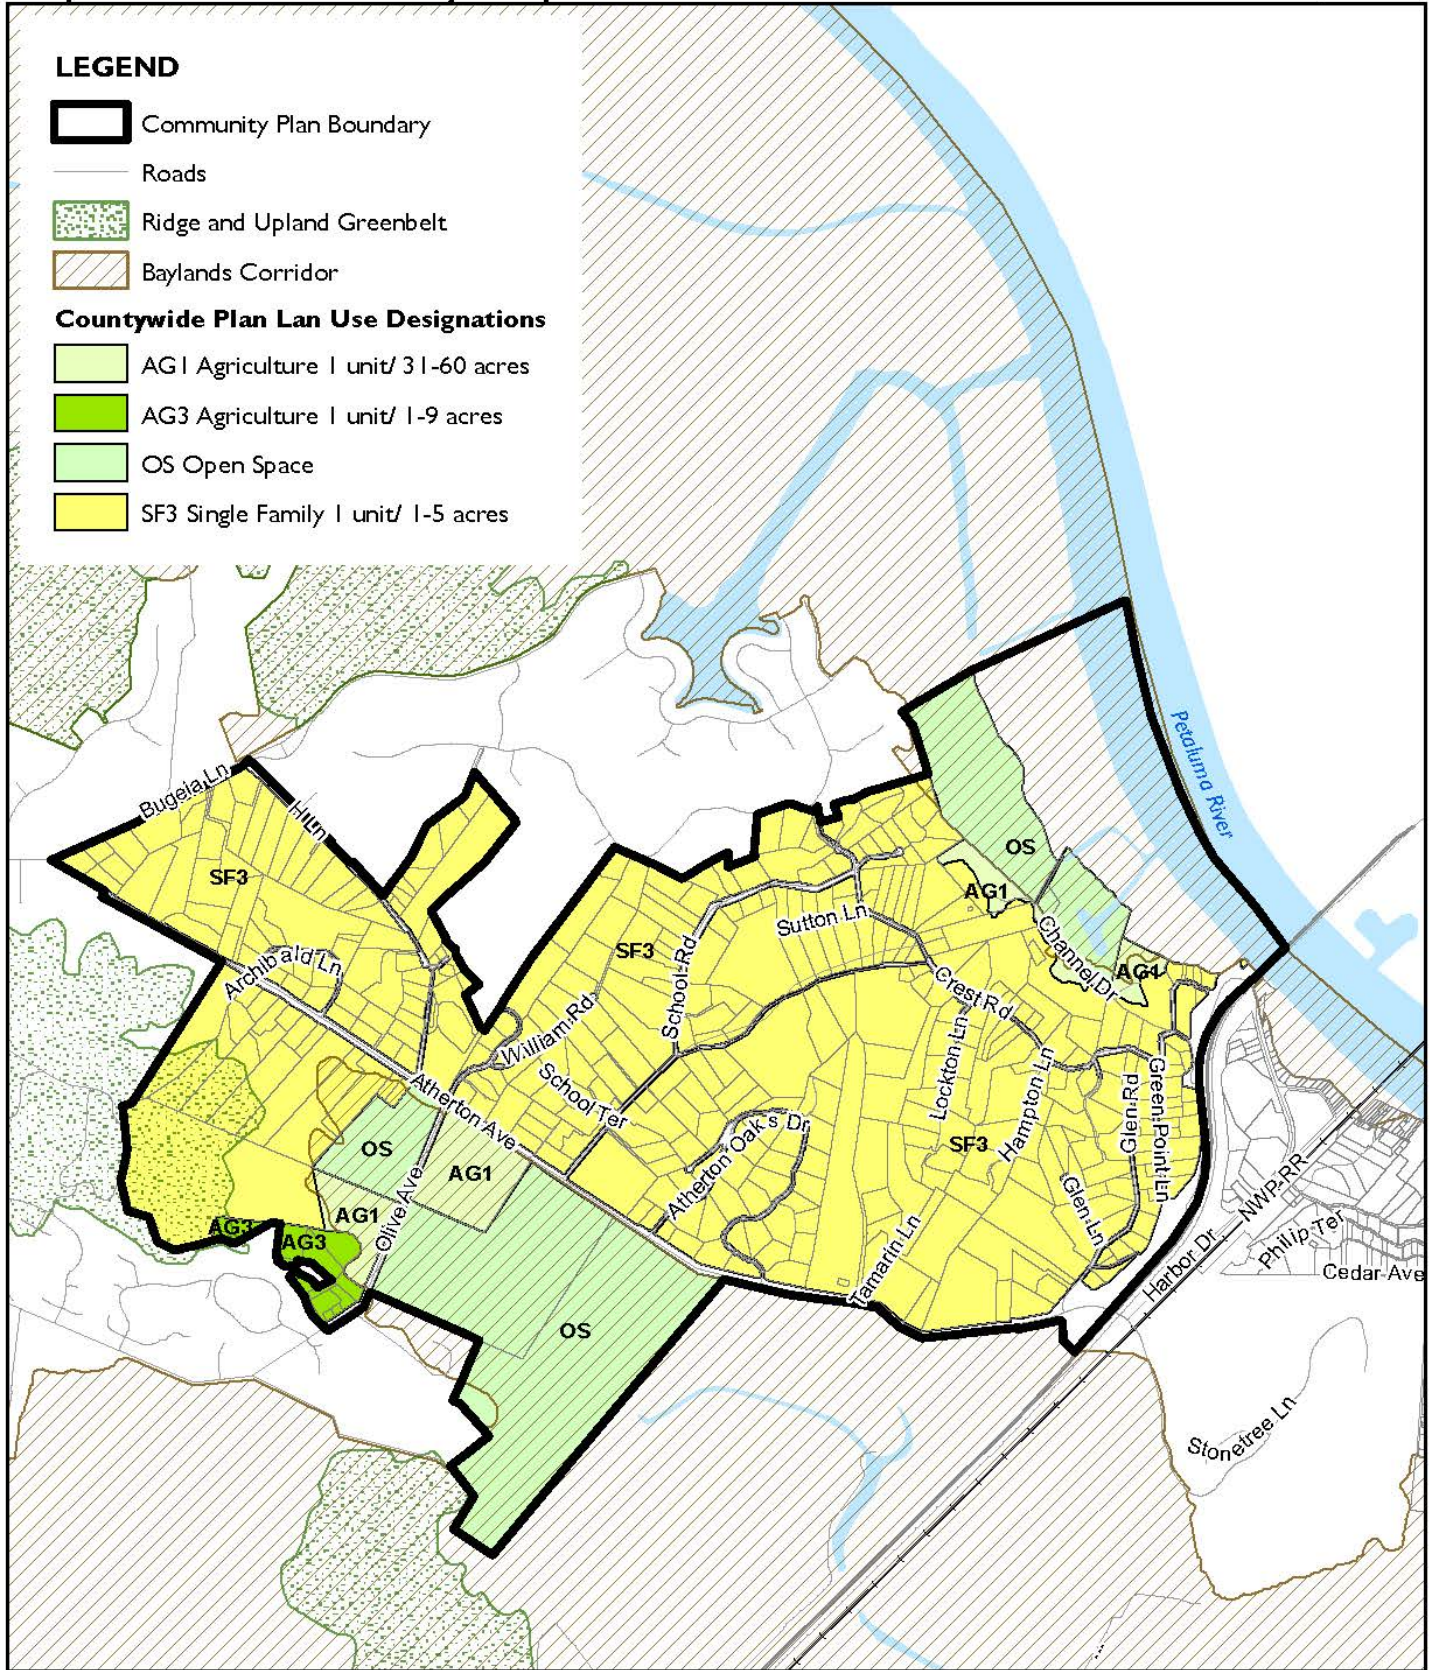 LEGEND
Community Plan Boundary
Roads
Ridge and Upland Greenbelt
Baylands Corridor
Countywide Plan Lan Use Designations
AG1 Agriculture 1 unit/ 31-60 acres
AG3 Agriculture 1 unit/ 1-9 acres
OS Open Space
SF3 Single Family 1 unit/ 1-5 acres
Petaluma River
Bugeia Ln
H Ln
SF3
OS
AG1
Sutton Ln
SF3
School Rd
Channel Dr
AG1
Archibald Ln
Crest Rd
William Rd
Lockton Ln
School Ter
Hampton Ln
Glen Rd
Green Point Ln
Atherton Ave
Atherton Oaks Dr
SF3
OS
AG1
AG1
Olive Ave
Glen Ln
AG3
AG3
Tamarin Ln
Harbor Dr
NWP-RR
Philip Ter
Cedar Ave
OS
Stonetree Ln